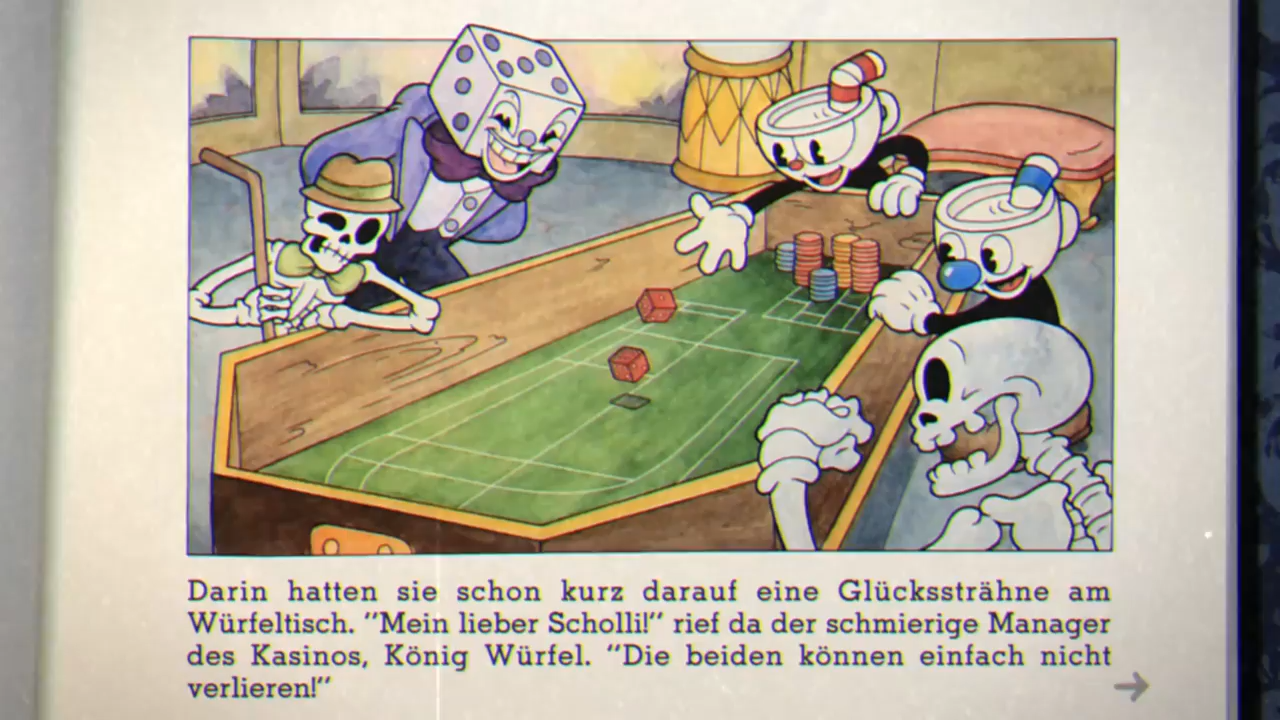 Darin hatten sie schon kurz darauf eine Glückssträhne am
Würfeltisch. "Mein lieber Scholli!" rief da der schmierige Manager
des Kasinos, König Würfel. "Die beiden können einfach nicht
verlieren!"